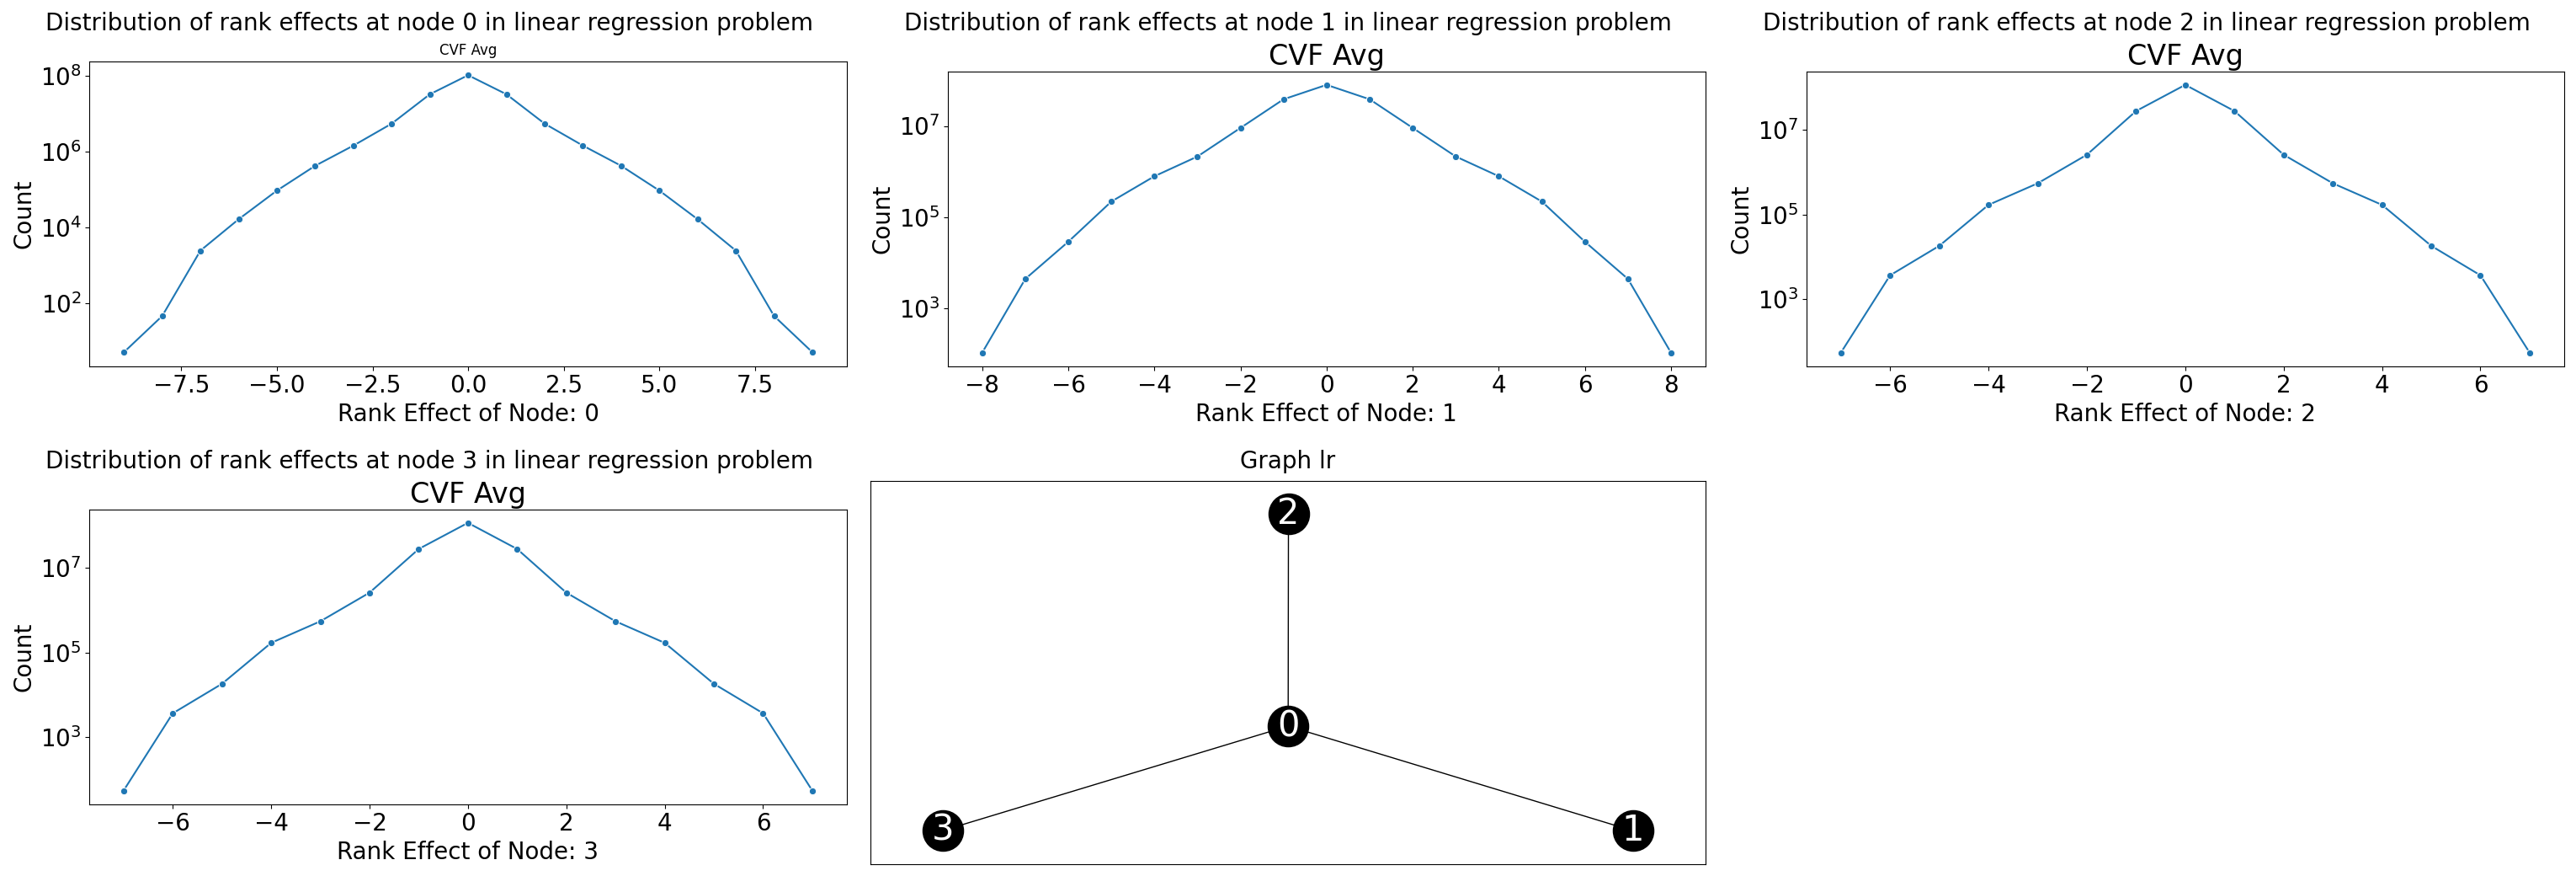 Distribution of rank effects at node 0 in linear regression problem
CVF Avg
10^8
10^6
10^4
10^2
Count
−7.5 −5.0 −2.5 0.0 2.5 5.0 7.5
Rank Effect of Node: 0
Distribution of rank effects at node 1 in linear regression problem
CVF Avg
10^7
10^5
10^3
Count
−8 −6 −4 −2 0 2 4 6 8
Rank Effect of Node: 1
Distribution of rank effects at node 2 in linear regression problem
CVF Avg
10^7
10^5
10^3
Count
−6 −4 −2 0 2 4 6
Rank Effect of Node: 2
Distribution of rank effects at node 3 in linear regression problem
CVF Avg
10^7
10^5
10^3
Count
−6 −4 −2 0 2 4 6
Rank Effect of Node: 3
Graph lr
2
0
3 1